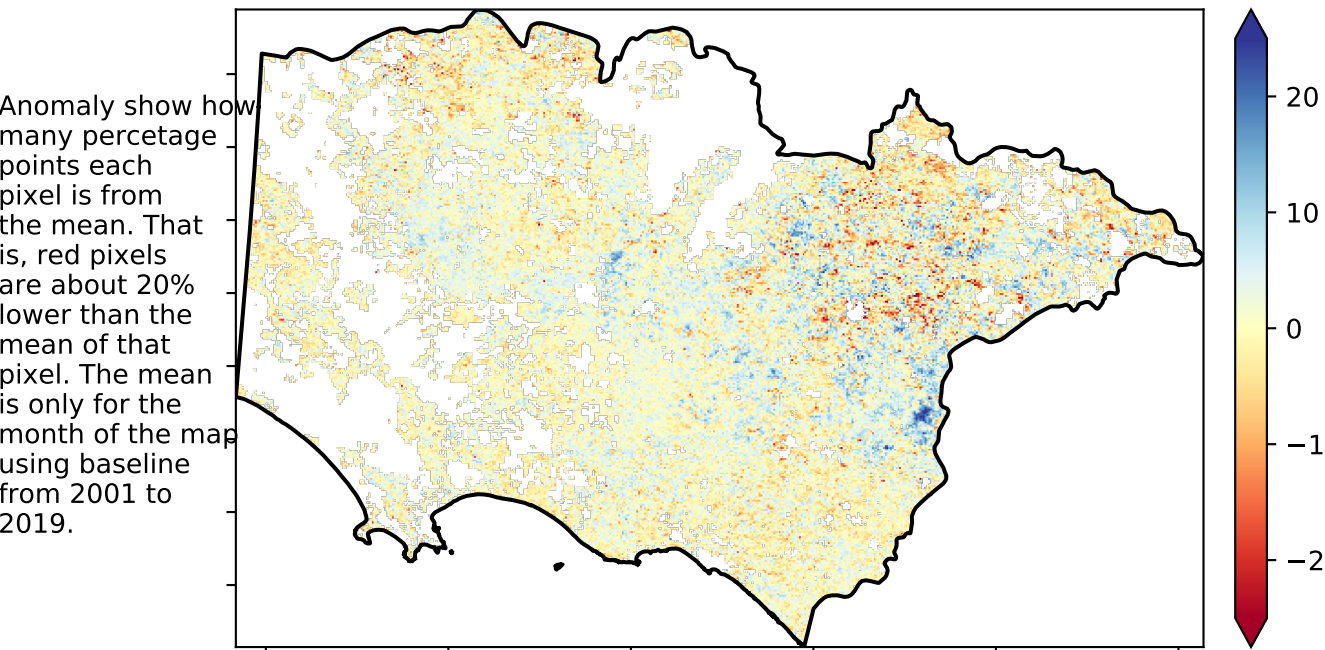 Anomaly show how
many percetage
points each
pixel is from
the mean. That
is, red pixels
are about 20%
lower than the
mean of that
pixel. The mean
is only for the
month of the map
using baseline
from 2001 to
2019.
20
10
0
−1
−2